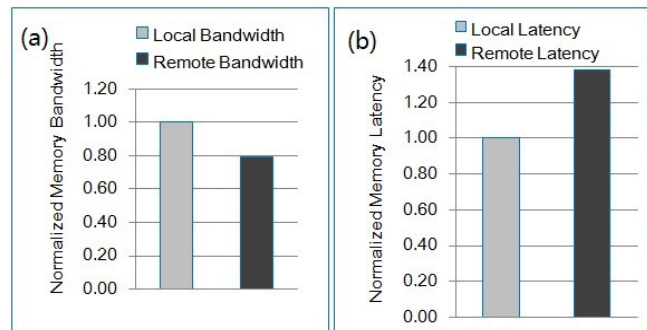 (a)
Local Bandwidth
Remote Bandwidth
Normalized Memory Bandwidth
1.20
1.00
0.80
0.60
0.40
0.20
0.00
(b)
Local Latency
Remote Latency
Normalized Memory Latency
1.40
1.40
1.00
0.80
0.60
0.40
0.20
0.00